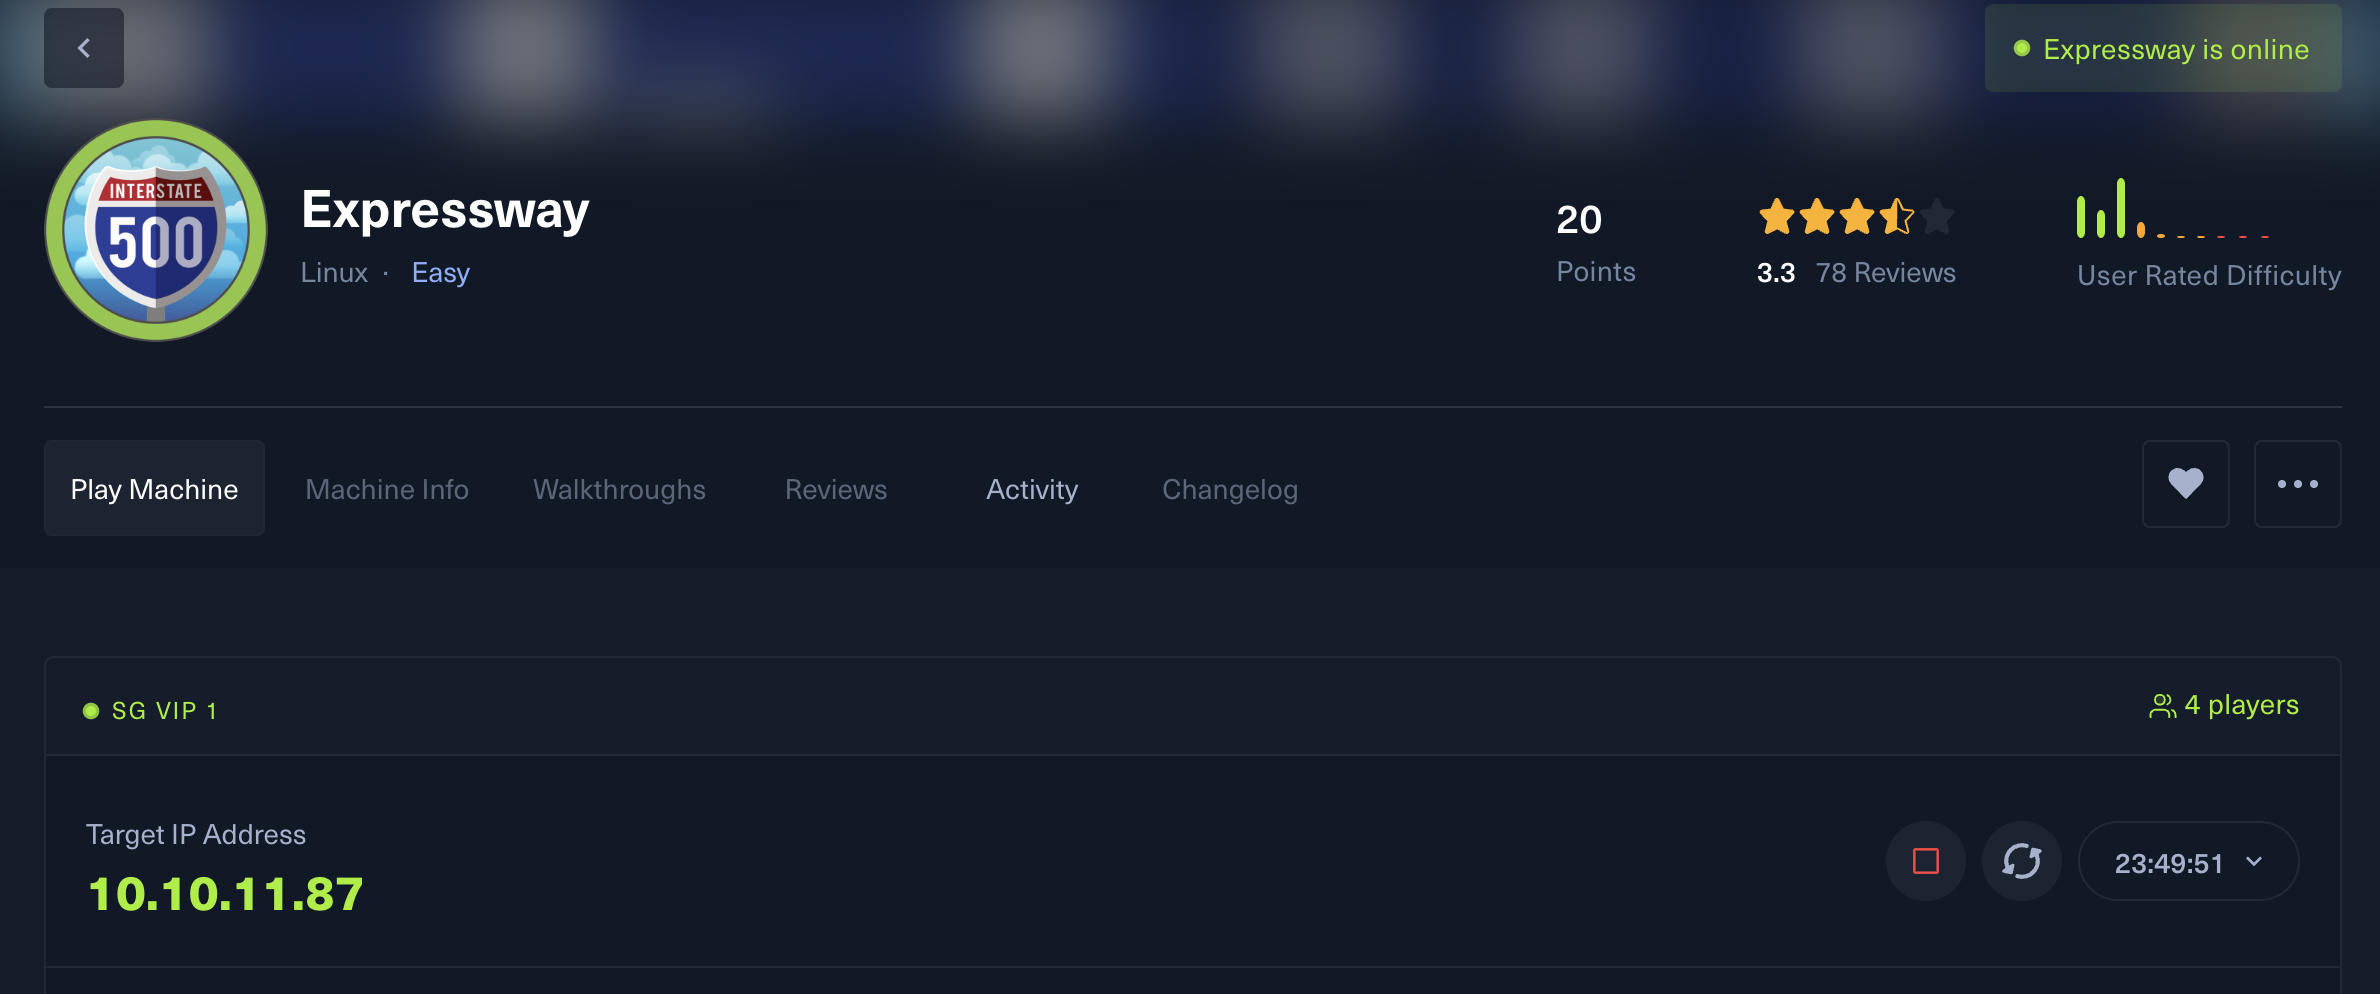 Expressway is online
INTERSTATE
500
Expressway
Linux · Easy
20
Points
3.3 78 Reviews
User Rated Difficulty
Play Machine
Machine Info
Walkthroughs
Reviews
Activity
Changelog
SG VIP 1
4 players
Target IP Address
10.10.11.87
23:49:51